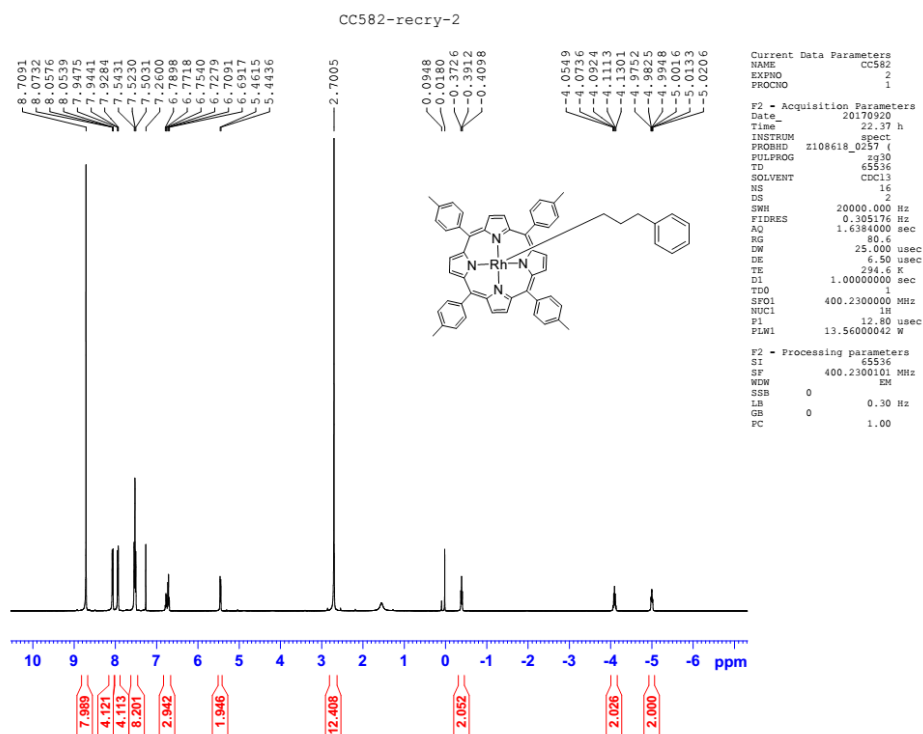 CC582-recry-2
8.7091
8.0732
8.0576
8.0539
7.9475
7.9441
7.9284
7.5431
7.5230
7.5031
7.2600
6.7898
6.7718
6.7540
6.7279
6.7091
6.6917
5.4615
5.4436
2.7005
0.0948
0.0180
-0.3726
-0.3912
-0.4098
-4.0549
-4.0736
-4.0924
-4.1113
-4.1301
-4.9752
-4.9825
-4.9948
-5.0016
-5.0133
-5.0206
Current Data Parameters
NAME CC582
EXPNO 2
PROCNO 1
F2 - Acquisition Parameters
Date_ 20170920
Time 22.37 h
INSTRUM spect
PROBHD Z108618_0257 (
PULPROG zg30
TD 65536
SOLVENT CDCl3
NS 16
DS 2
SWH 20000.000 Hz
FIDRES 0.305176 Hz
AQ 1.6384000 sec
RG 80.6
DW 25.000 usec
DE 6.50 usec
TE 294.6 K
D1 1.00000000 sec
TD0 1
SFO1 400.2300000 MHz
NUC1 1H
P1 12.80 usec
PLW1 13.56000042 W
F2 - Processing parameters
SI 65536
SF 400.2300101 MHz
WDW EM
SSB 0
LB 0.30 Hz
GB 0
PC 1.00
N
N Rh N
N
10 9 8 7 6 5 4 3 2 1 0 -1 -2 -3 -4 -5 -6 ppm
7.989
4.121
4.113
8.201
2.942
1.946
12.408
2.052
2.026
2.000